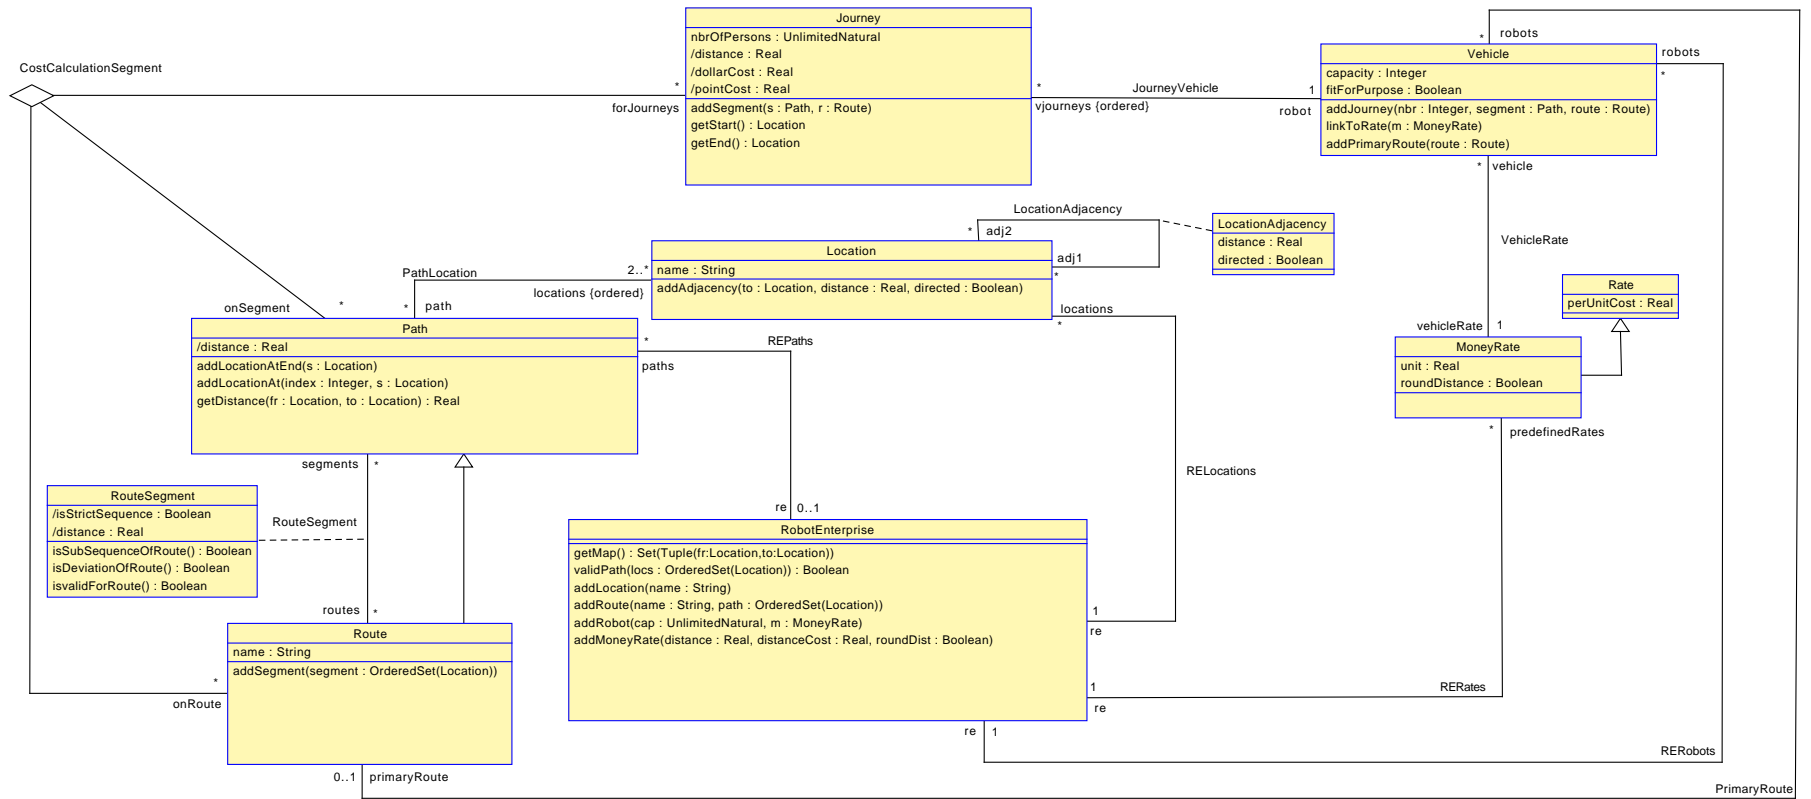 Journey
nbrOfPersons : UnlimitedNatural
/distance : Real
/dollarCost : Real
/pointCost : Real
addSegment(s : Path, r : Route)
getStart() : Location
getEnd() : Location
robots
*
Vehicle
capacity : Integer
fitForPurpose : Boolean
addJourney(nbr : Integer, segment : Path, route : Route)
linkToRate(m : MoneyRate)
addPrimaryRoute(route : Route)
robots
*
CostCalculationSegment
*
forJourneys
*
JourneyVehicle
1
vjourneys {ordered}
robot
*
vehicle
LocationAdjacency
*
adj2
adj1
*
LocationAdjacency
distance : Real
directed : Boolean
Location
name : String
addAdjacency(to : Location, distance : Real, directed : Boolean)
VehicleRate
PathLocation
2..*
locations {ordered}
*
path
onSegment
*
locations
*
Rate
perUnitCost : Real
vehicleRate
1
Path
/distance : Real
addLocationAtEnd(s : Location)
addLocationAt(index : Integer, s : Location)
getDistance(fr : Location, to : Location) : Real
*
paths
REPaths
MoneyRate
unit : Real
roundDistance : Boolean
*
predefinedRates
segments
*
RELocations
RouteSegment
/isStrictSequence : Boolean
/distance : Real
isSubSequenceOfRoute() : Boolean
isDeviationOfRoute() : Boolean
isvalidForRoute() : Boolean
RouteSegment
re
0..1
RobotEnterprise
getMap() : Set(Tuple(fr:Location,to:Location))
validPath(locs : OrderedSet(Location)) : Boolean
addLocation(name : String)
addRoute(name : String, path : OrderedSet(Location))
addRobot(cap : UnlimitedNatural, m : MoneyRate)
addMoneyRate(distance : Real, distanceCost : Real, roundDist : Boolean)
routes
*
1
re
Route
name : String
addSegment(segment : OrderedSet(Location))
*
onRoute
1
re
RERates
re
1
RERobots
0..1
primaryRoute
PrimaryRoute